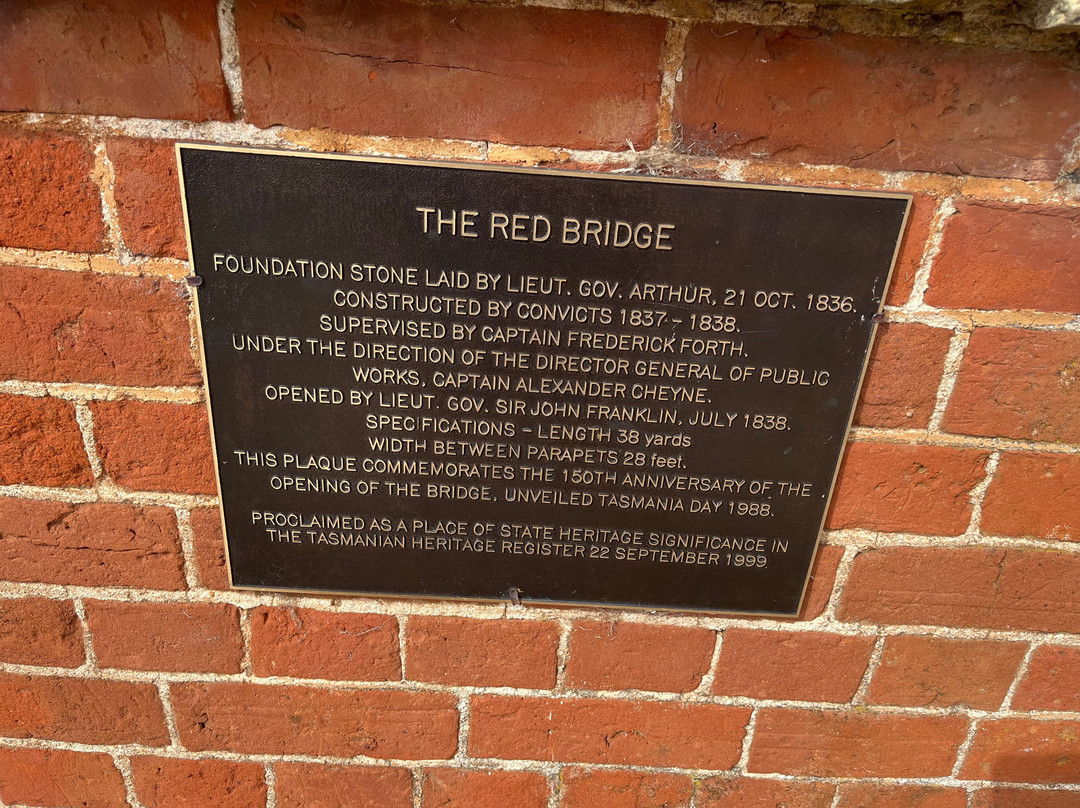 THE RED BRIDGE
FOUNDATION STONE LAID BY LIEUT. GOV. ARTHUR, 21 OCT. 1836.
CONSTRUCTED BY CONVICTS 1837 - 1838.
SUPERVISED BY CAPTAIN FREDERICK FORTH.
UNDER THE DIRECTION OF THE DIRECTOR GENERAL OF PUBLIC
WORKS, CAPTAIN ALEXANDER CHEYNE.
OPENED BY LIEUT. GOV. SIR JOHN FRANKLIN, JULY 1838.
SPECIFICATIONS - LENGTH 38 yards
WIDTH BETWEEN PARAPETS 28 feet.
THIS PLAQUE COMMEMORATES THE 150TH ANNIVERSARY OF THE
OPENING OF THE BRIDGE, UNVEILED TASMANIA DAY 1988.
PROCLAIMED AS A PLACE OF STATE HERITAGE SIGNIFICANCE IN
THE TASMANIAN HERITAGE REGISTER 22 SEPTEMBER 1999